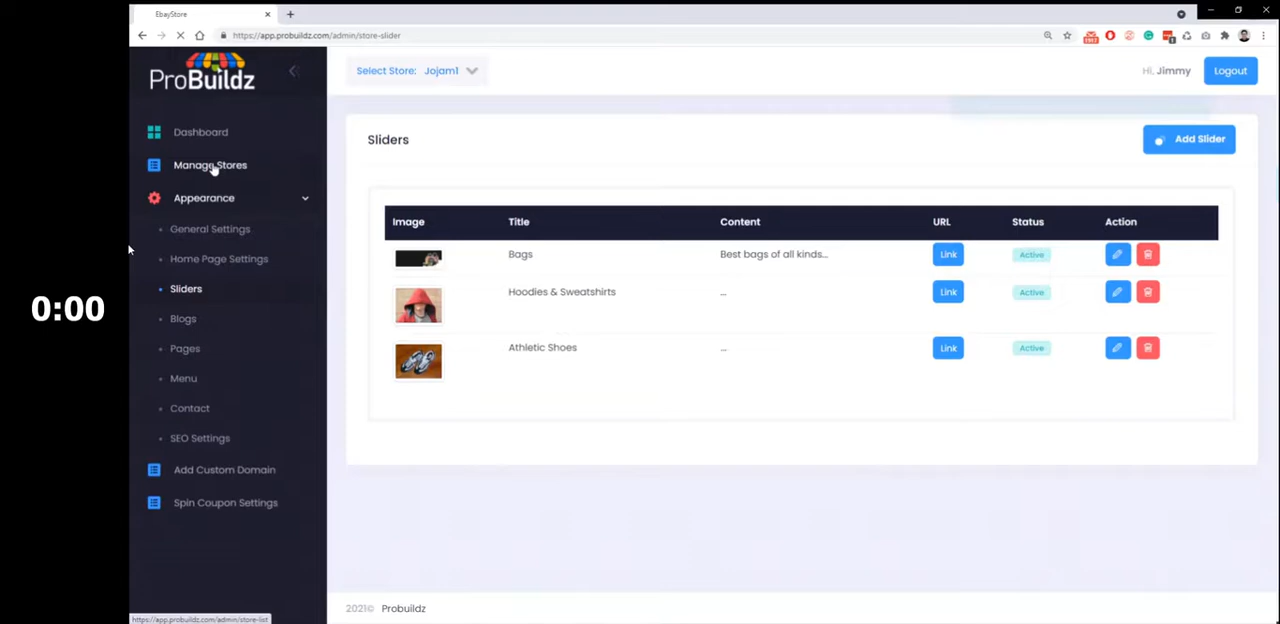 EbayStore
https://app.probuildz.com/admin/store-slider
ProBuildz
Select Store: Jojam1
Hi, Jimmy
Logout
Dashboard
Manage Stores
Appearance
General Settings
Home Page Settings
Sliders
Blogs
Pages
Menu
Contact
SEO Settings
Add Custom Domain
Spin Coupon Settings
0:00
Sliders
Add Slider
Image Title Content URL Status Action
Bags Best bags of all kinds... Link Active
Hoodies & Sweatshirts ... Link Active
Athletic Shoes ... Link Active
2021© Probuildz
https://app.probuildz.com/admin/store-list